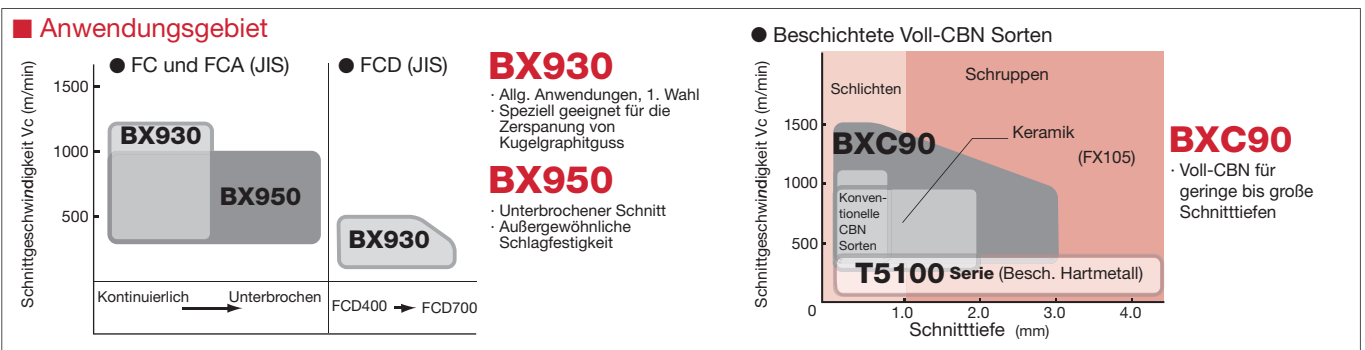 Anwendungsgebiet
Schnittgeschwindigkeit Vc (m/min)
● FC und FCA (JIS)
● FCD (JIS)
1500
1000
500
BX930
BX950
BX930
Kontinuierlich
Unterbrochen
FCD400
FCD700
BX930
· Allg. Anwendungen, 1. Wahl
· Speziell geeignet für die
Zerspanung von
Kugelgraphitguss
BX950
· Unterbrochener Schnitt
· Außergewöhnliche
Schlagfestigkeit
● Beschichtete Voll-CBN Sorten
Schnittgeschwindigkeit Vc (m/min)
Schlichten
Schruppen
1500
1000
500
0
BXC90
Keramik
(FX105)
Konven-
tionelle
CBN
Sorten
T5100 Serie (Besch. Hartmetall)
1.0
2.0
3.0
4.0
Schnitttiefe (mm)
BXC90
· Voll-CBN für
geringe bis große
Schnitttiefen